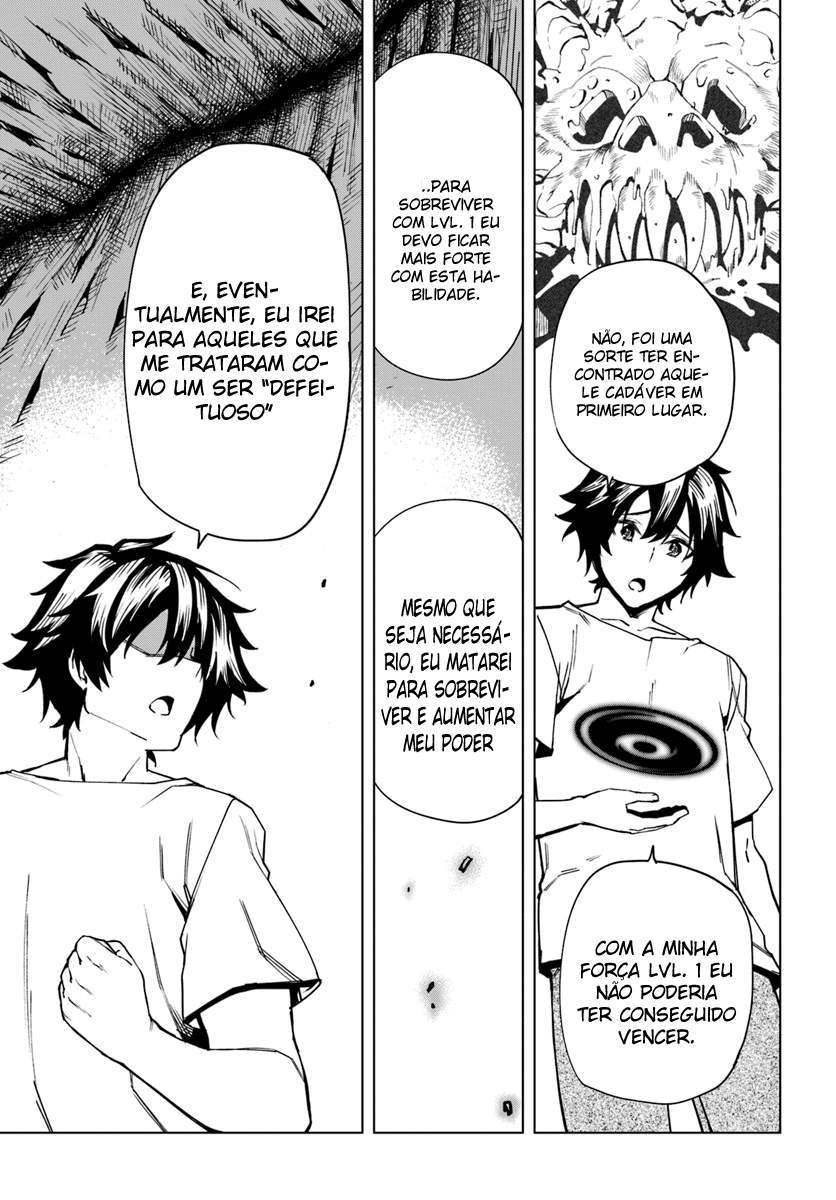 NÃO, FOI UMA
SORTE TER EN-
CONTRADO AQUE-
LE CADÁVER EM
PRIMEIRO LUGAR.
COM A MINHA
FORÇA LVL. 1 EU
NÃO PODERIA
TER CONSEGUIDO
VENCER.
..PARA
SOBREVIVER
COM LVL. 1 EU
DEVO FICAR
MAIS FORTE
COM ESTA HA-
BILIDADE.
MESMO QUE
SEJA NECESSÁ-
RIO, EU MATAREI
PARA SOBREVI-
VER E AUMENTAR
MEU PODER
E, EVEN-
TUALMENTE, EU IREI
PARA AQUELES QUE
ME TRATARAM CO-
MO UM SER "DEFEI-
TUOSO"